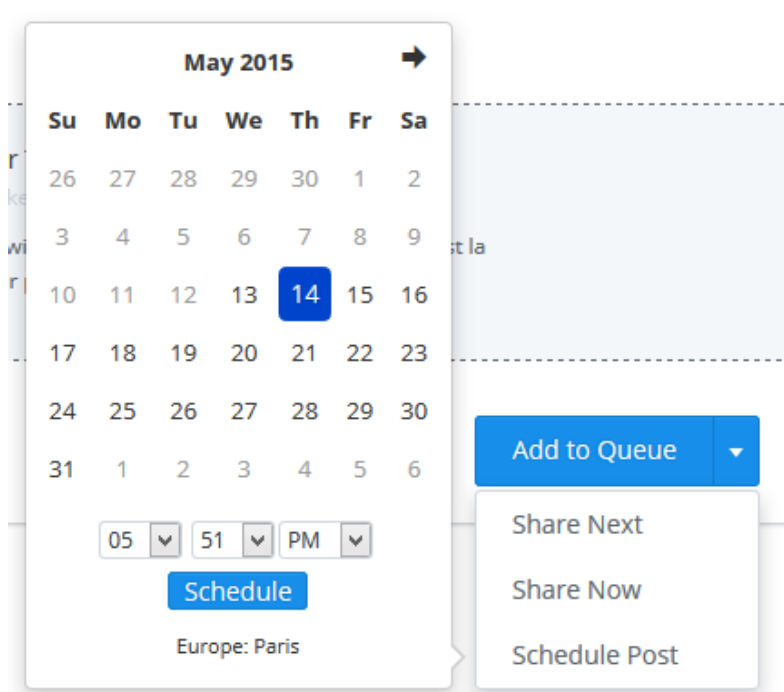 May 2015
Su Mo Tu We Th Fr Sa
26 27 28 29 30 1 2
3 4 5 6 7 8 9
10 11 12 13 14 15 16
17 18 19 20 21 22 23
24 25 26 27 28 29 30
31 1 2 3 4 5 6
05 51 PM
Schedule
Europe: Paris
st la
Add to Queue
Share Next
Share Now
Schedule Post